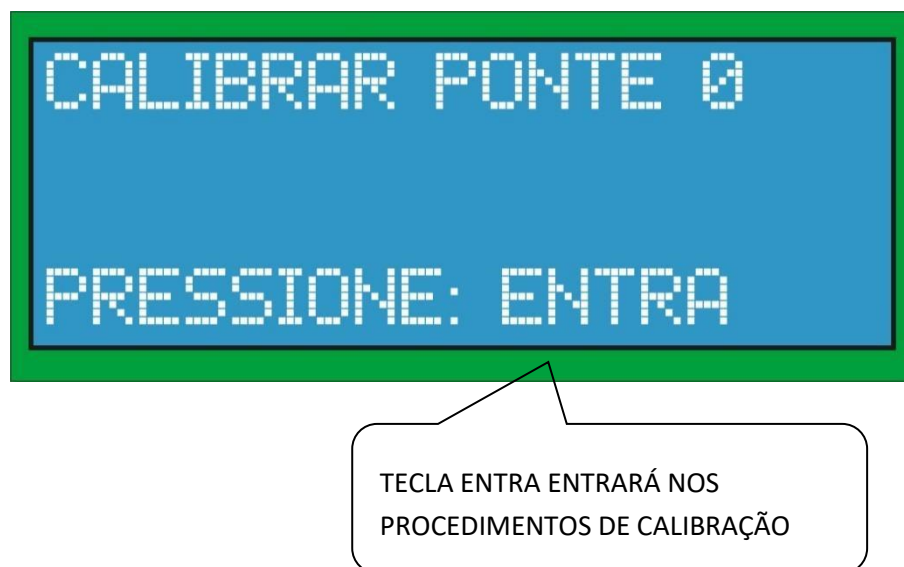 CALIBRAR PONTE 0
PRESSIONE: ENTRA
TECLA ENTRA ENTRARÁ NOS
PROCEDIMENTOS DE CALIBRAÇÃO